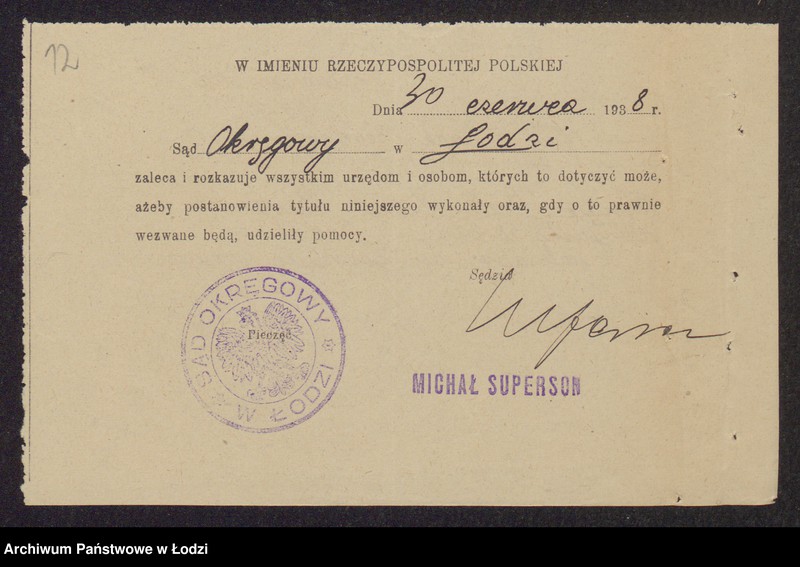 12
W IMIENIU RZECZYPOSPOLITEJ POLSKIEJ
Dnia 30 czerwca 1938 r.
Sąd Okręgowy w Łodzi
zaleca i rozkazuje wszystkim urzędom i osobom, których to dotyczyć może,
ażeby postanowienia tytułu niniejszego wykonały oraz, gdy o to prawnie
wezwane będą, udzieliły pomocy.
Sędzia
Pieczęć
SĄD OKRĘGOWY W ŁODZI
MICHAŁ SUPERSON
Archiwum Państwowe w Łodzi